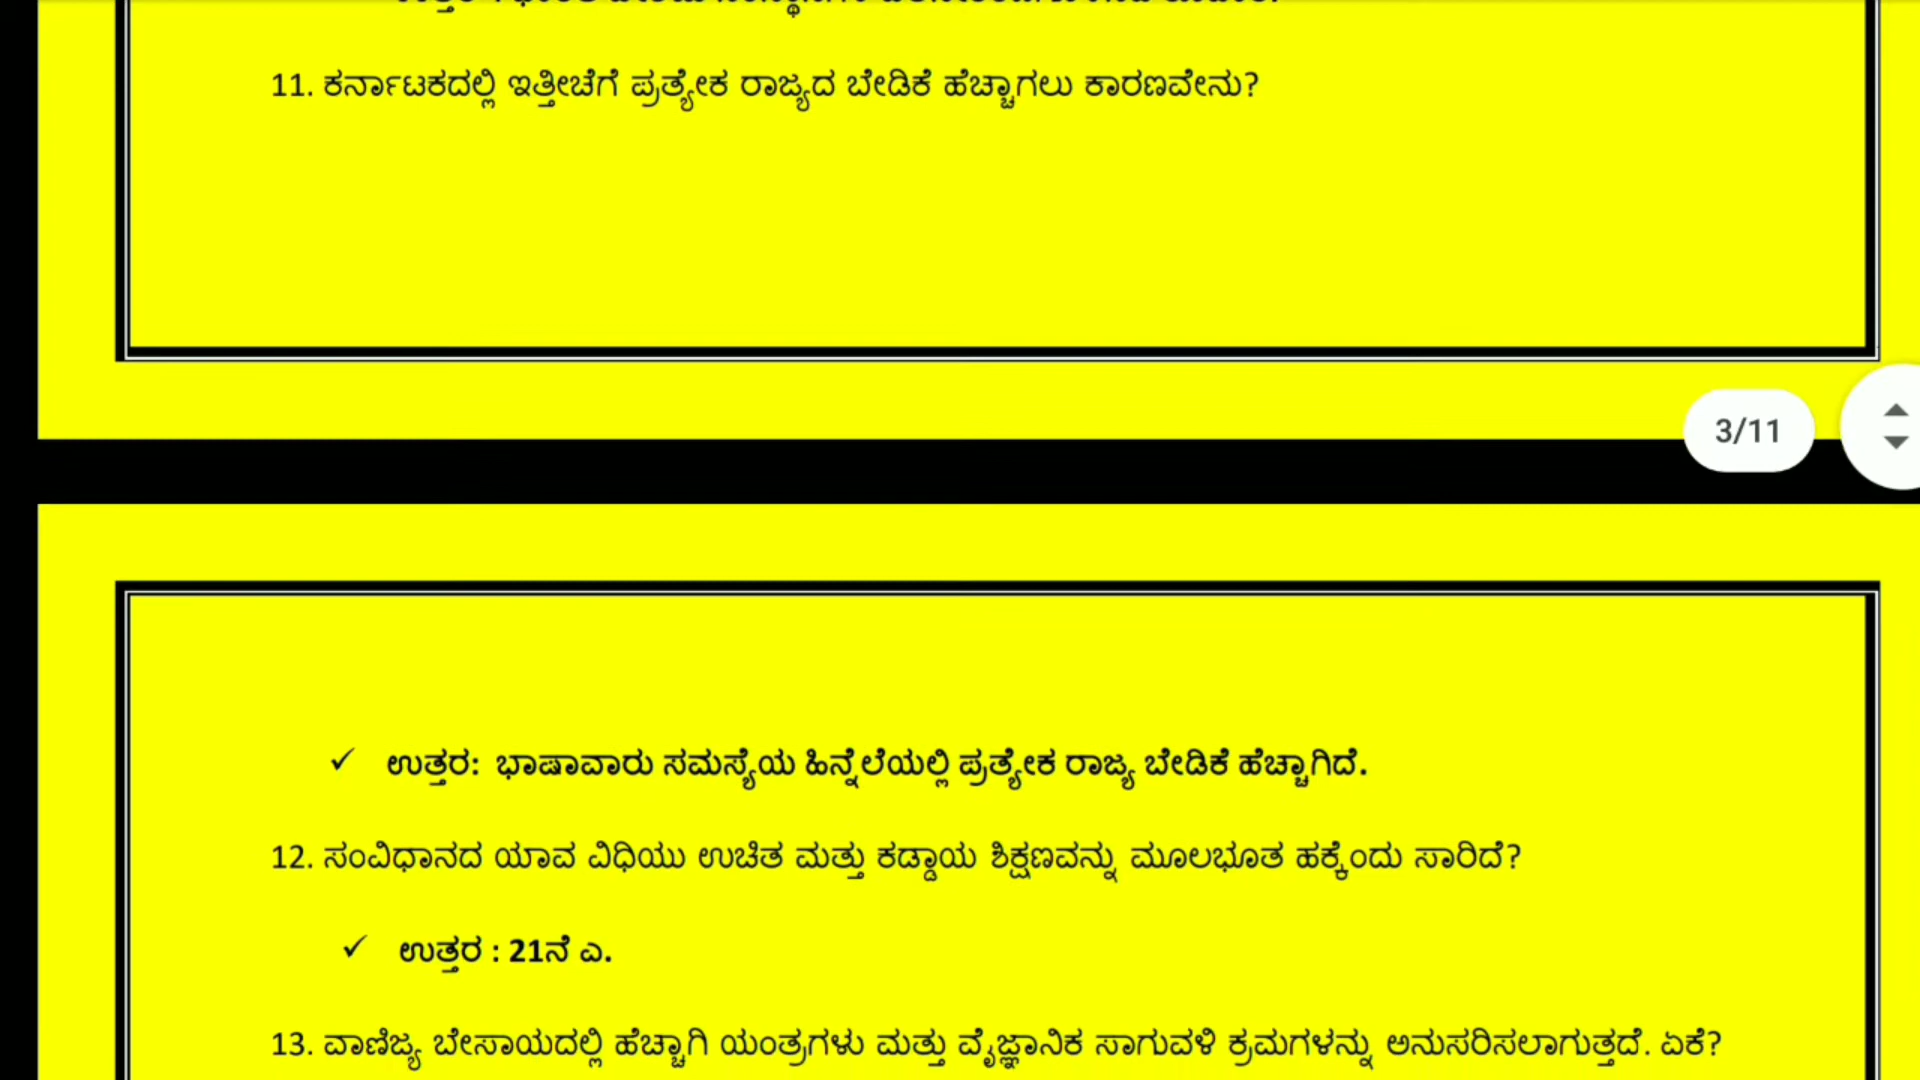 11. ಕರ್ನಾಟಕದಲ್ಲಿ ಇತ್ತೀಚೆಗೆ ಪ್ರತ್ಯೇಕ ರಾಜ್ಯದ ಬೇಡಿಕೆ ಹೆಚ್ಚಾಗಲು ಕಾರಣವೇನು?
3/11
✓ ಉತ್ತರ: ಭಾಷಾವಾರು ಸಮಸ್ಯೆಯ ಹಿನ್ನೆಲೆಯಲ್ಲಿ ಪ್ರತ್ಯೇಕ ರಾಜ್ಯ ಬೇಡಿಕೆ ಹೆಚ್ಚಾಗಿದೆ.
12. ಸಂವಿಧಾನದ ಯಾವ ವಿಧಿಯು ಉಚಿತ ಮತ್ತು ಕಡ್ಡಾಯ ಶಿಕ್ಷಣವನ್ನು ಮೂಲಭೂತ ಹಕ್ಕೆಂದು ಸಾರಿದೆ?
✓ ಉತ್ತರ : 21ನೆ ಎ.
13. ವಾಣಿಜ್ಯ ಬೇಸಾಯದಲ್ಲಿ ಹೆಚ್ಚಾಗಿ ಯಂತ್ರಗಳು ಮತ್ತು ವೈಜ್ಞಾನಿಕ ಸಾಗುವಳಿ ಕ್ರಮಗಳನ್ನು ಅನುಸರಿಸಲಾಗುತ್ತದೆ. ಏಕೆ?